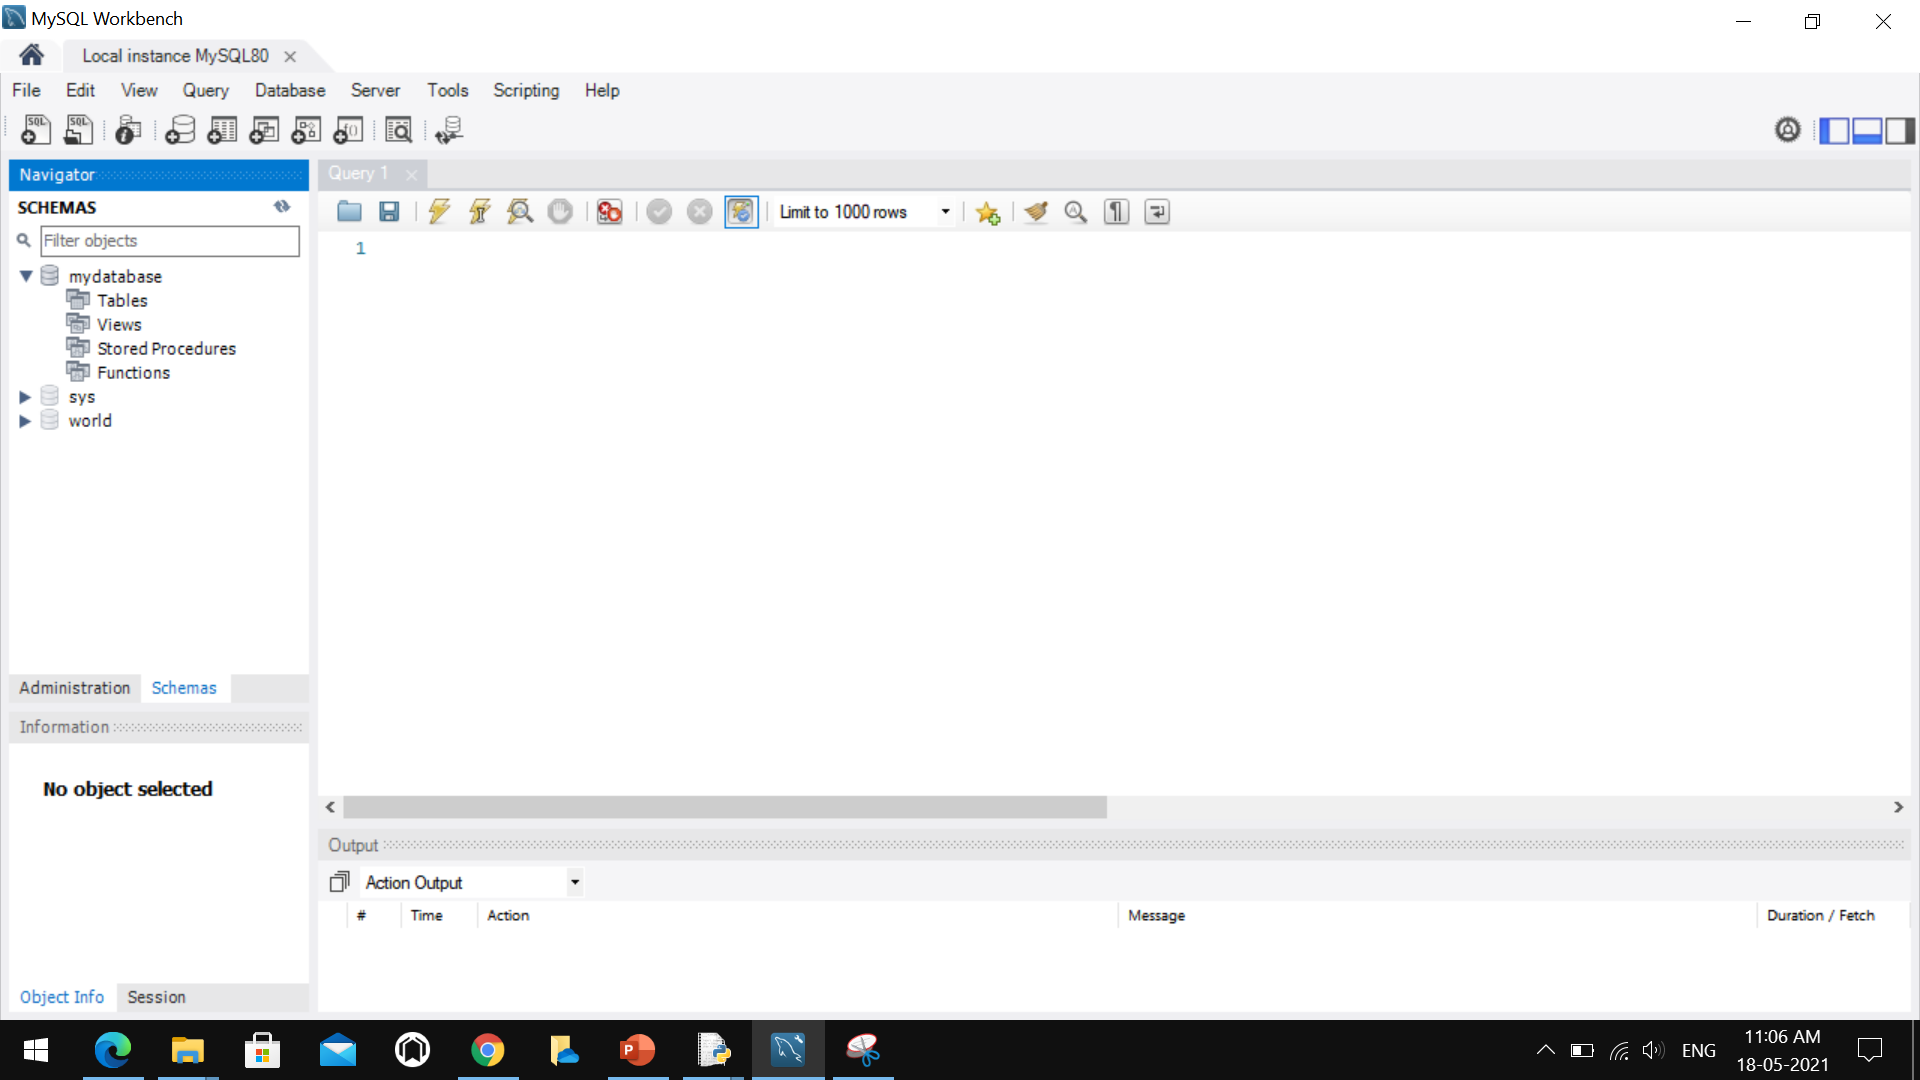 MySQL Workbench
Local instance MySQL80
File Edit View Query Database Server Tools Scripting Help
Navigator
SCHEMAS
Filter objects
mydatabase
Tables
Views
Stored Procedures
Functions
sys
world
Administration Schemas
Information
No object selected
Object Info Session
Query 1
Limit to 1000 rows
1
Output
Action Output
# Time Action Message Duration / Fetch
ENG
11:06 AM
18-05-2021